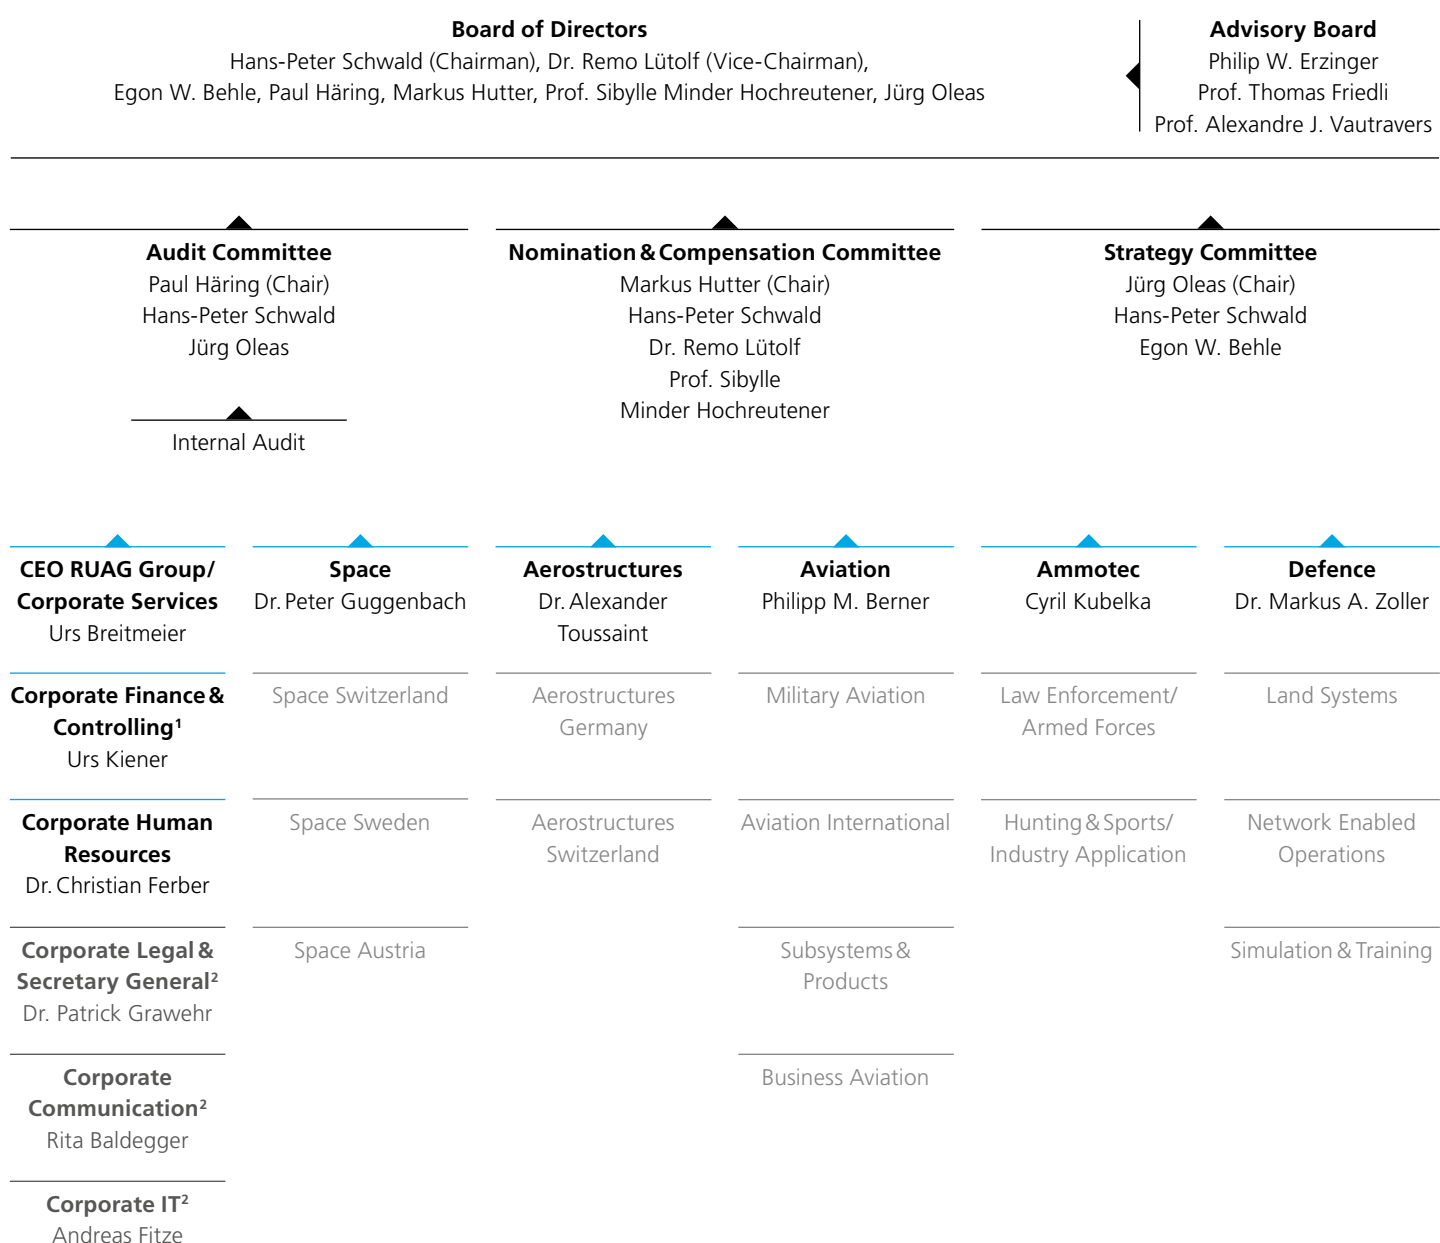 Board of Directors
Hans-Peter Schwald (Chairman), Dr. Remo Lütolf (Vice-Chairman),
Egon W. Behle, Paul Häring, Markus Hutter, Prof. Sibylle Minder Hochreutener, Jürg Oleas
Advisory Board
Philip W. Erzinger
Prof. Thomas Friedli
Prof. Alexandre J. Vautravers
Audit Committee
Paul Häring (Chair)
Hans-Peter Schwald
Jürg Oleas
Internal Audit
Nomination & Compensation Committee
Markus Hutter (Chair)
Hans-Peter Schwald
Dr. Remo Lütolf
Prof. Sibylle
Minder Hochreutener
Strategy Committee
Jürg Oleas (Chair)
Hans-Peter Schwald
Egon W. Behle
CEO RUAG Group/
Corporate Services
Urs Breitmeier
Corporate Finance &
Controlling¹
Urs Kiener
Corporate Human
Resources
Dr. Christian Ferber
Corporate Legal &
Secretary General²
Dr. Patrick Grawehr
Corporate
Communication²
Rita Baldegger
Corporate IT²
Andreas Fitze
Space
Dr. Peter Guggenbach
Space Switzerland
Space Sweden
Space Austria
Aerostructures
Dr. Alexander
Toussaint
Aerostructures
Germany
Aerostructures
Switzerland
Aviation
Philipp M. Berner
Military Aviation
Aviation International
Subsystems &
Products
Business Aviation
Ammotec
Cyril Kubelka
Law Enforcement/
Armed Forces
Hunting & Sports/
Industry Application
Defence
Dr. Markus A. Zoller
Land Systems
Network Enabled
Operations
Simulation & Training